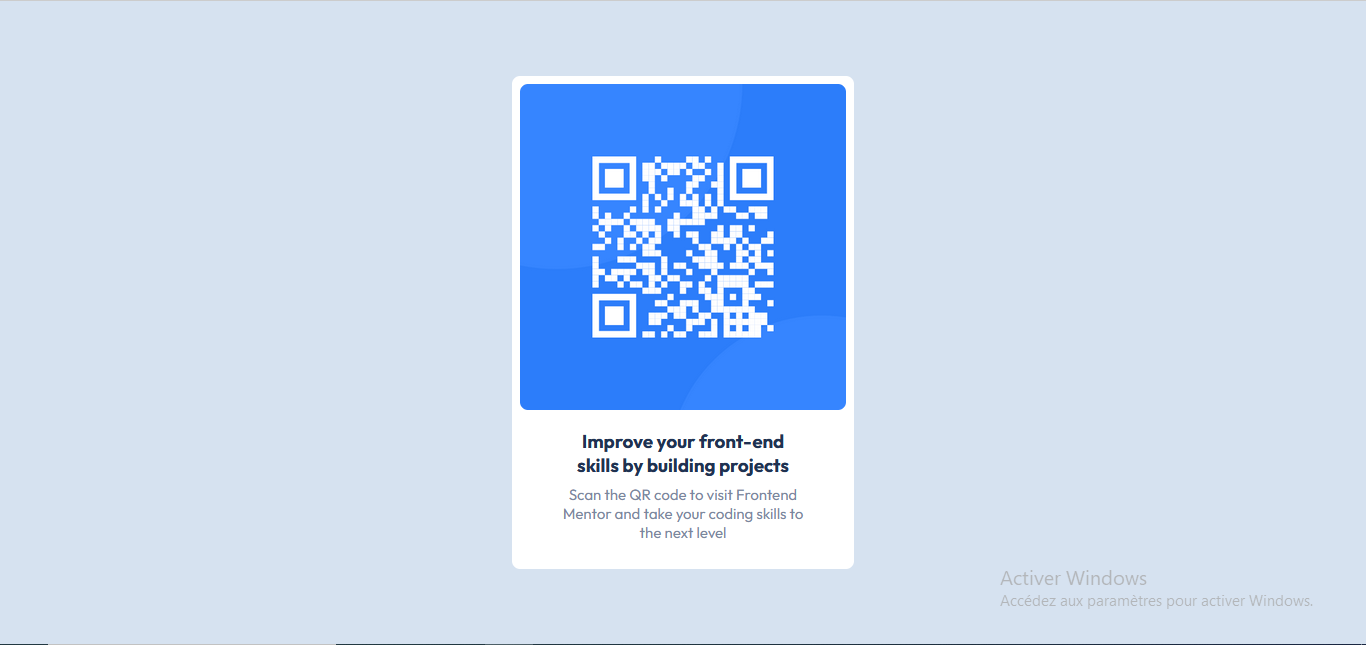 Improve your front-end
skills by building projects
Scan the QR code to visit Frontend
Mentor and take your coding skills to
the next level
Activer Windows
Accédez aux paramètres pour activer Windows.